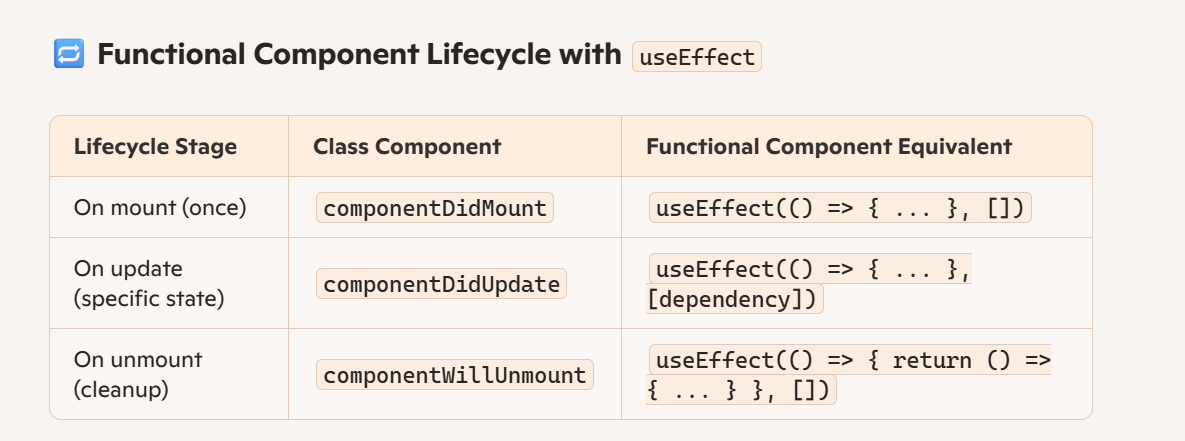 🔁 Functional Component Lifecycle with useEffect
Lifecycle Stage Class Component Functional Component Equivalent
On mount (once) componentDidMount useEffect(() => { ... }, [])
On update
(specific state)
componentDidUpdate
useEffect(() => { ... },
[dependency])
On unmount
(cleanup)
componentWillUnmount
useEffect(() => { return () =>
{ ... } }, [])